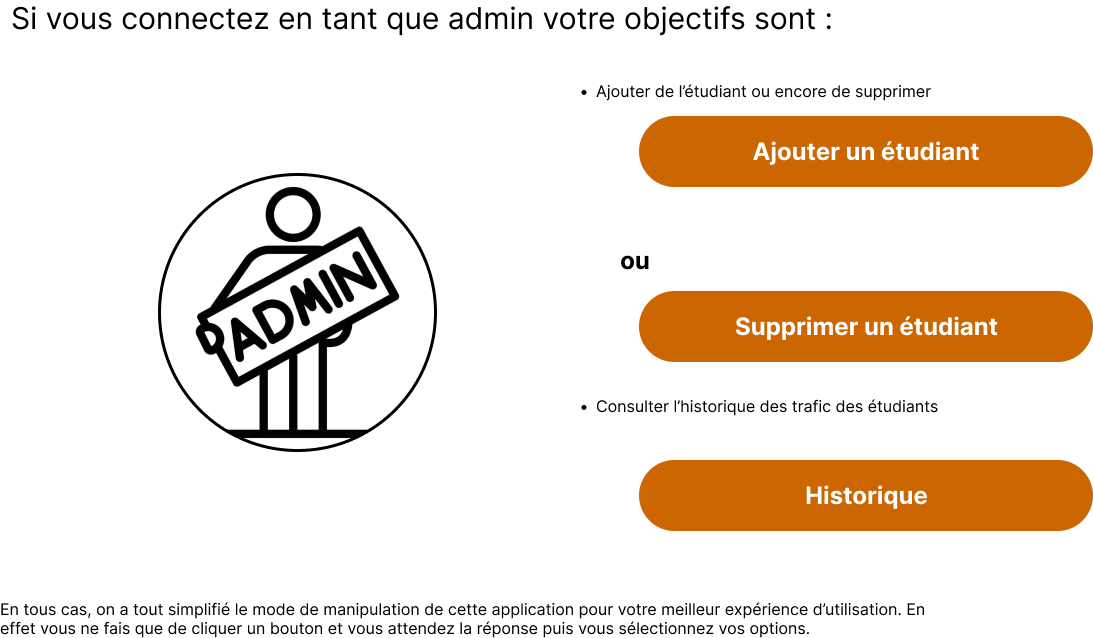 Si vous connectez en tant que admin votre objectifs sont :
• Ajouter de l’étudiant ou encore de supprimer
Ajouter un étudiant
ADMIN
ou
Supprimer un étudiant
• Consulter l’historique des trafic des étudiants
Historique
En tous cas, on a tout simplifié le mode de manipulation de cette application pour votre meilleur expérience d’utilisation. En
effet vous ne fais que de cliquer un bouton et vous attendez la réponse puis vous sélectionnez vos options.